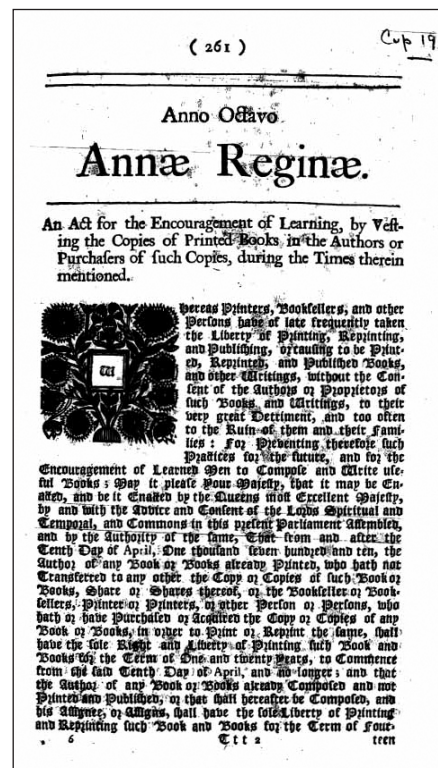 ( 261 )
Cup 19
Anno Octavo
Annæ Reginæ.
An Act for the Encouragement of Learning, by Veſt-
ing the Copies of Printed Books in the Authors or
Purchaſers of ſuch Copies, during the Times therein
mentioned.
Whereas Printers, Bookſellers, and other
Perſons have of late frequently taken
the Liberty of Printing, Reprinting,
and Publiſhing, or cauſing to be Print-
ed, Reprinted, and Publiſhed Books,
and other Writings, without the Con-
ſent of the Authors or Proprietors of
ſuch Books and Writings, to their
very great Detriment, and too often
to the Ruin of them and their Fami-
lies : For Preventing therefore ſuch
Practices for the future, and for the
Encouragement of Learned Men to Compoſe and Write uſe-
ful Books ; May it pleaſe Your Majeſty, that it may be En-
acted, and be it Enacted by the Queens moſt Excellent Majeſty,
by and with the Advice and Conſent of the Lords Spiritual and
Temporal, and Commons in this preſent Parliament Aſſembled,
and by the Authority of the ſame, That from and after the
Tenth Day of April, One thouſand ſeven hundred and ten, the
Author of any Book or Books already Printed, who hath not
Transferred to any other the Copy or Copies of ſuch Book or
Books, Share or Shares thereof, or the Bookſeller or Book-
ſellers, Printer or Printers, or other Perſon or Perſons, who
hath or have Purchaſed or Acquired the Copy or Copies of any
Book or Books, in order to Print or Reprint the ſame, ſhall
have the ſole Right and Liberty of Printing ſuch Book and
Books for the Term of One and twenty Years, to Commence
from the ſaid Tenth Day of April, and no longer ; and that
the Author of any Book or Books already Compoſed and not
Printed and Publiſhed, or that ſhall hereafter be Compoſed, and
his Aſſignee, or Aſſigns, ſhall have the ſole Liberty of Printing
and Reprinting ſuch Book and Books for the Term of Four-
6 Ttt 2 teen